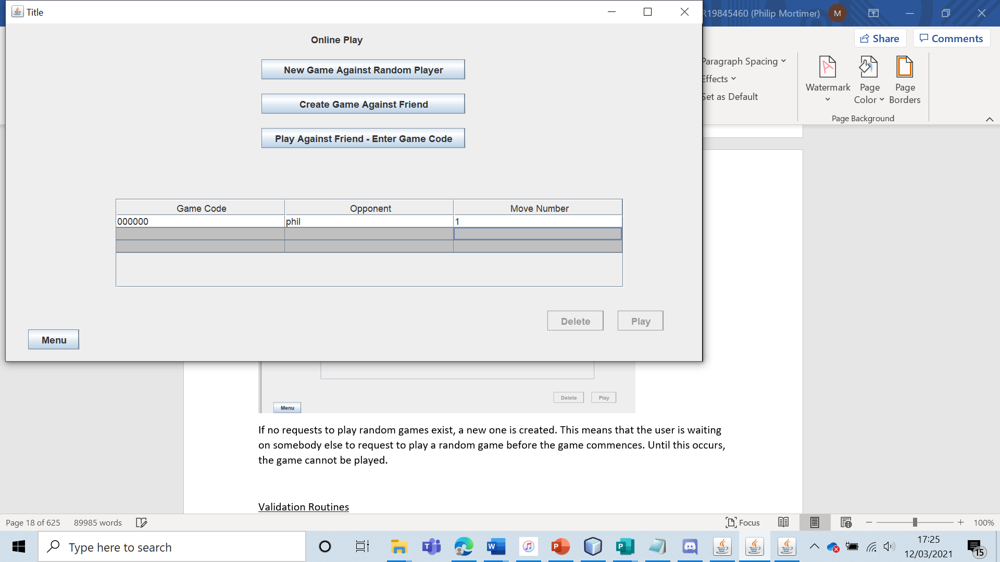 Title
Online Play
New Game Against Random Player
Create Game Against Friend
Play Against Friend - Enter Game Code
Game Code Opponent Move Number
000000 phil 1
Delete Play
Menu
R19845460 (Philip Mortimer) M
Share Comments
Paragraph Spacing
Effects
Set as Default
Watermark Page Color Page Borders
Page Background
Delete Play
Menu
If no requests to play random games exist, a new one is created. This means that the user is waiting
on somebody else to request to play a random game before the game commences. Until this occurs,
the game cannot be played.
Validation Routines
Page 18 of 625 89985 words Focus 100%
Type here to search
17:25
12/03/2021
15